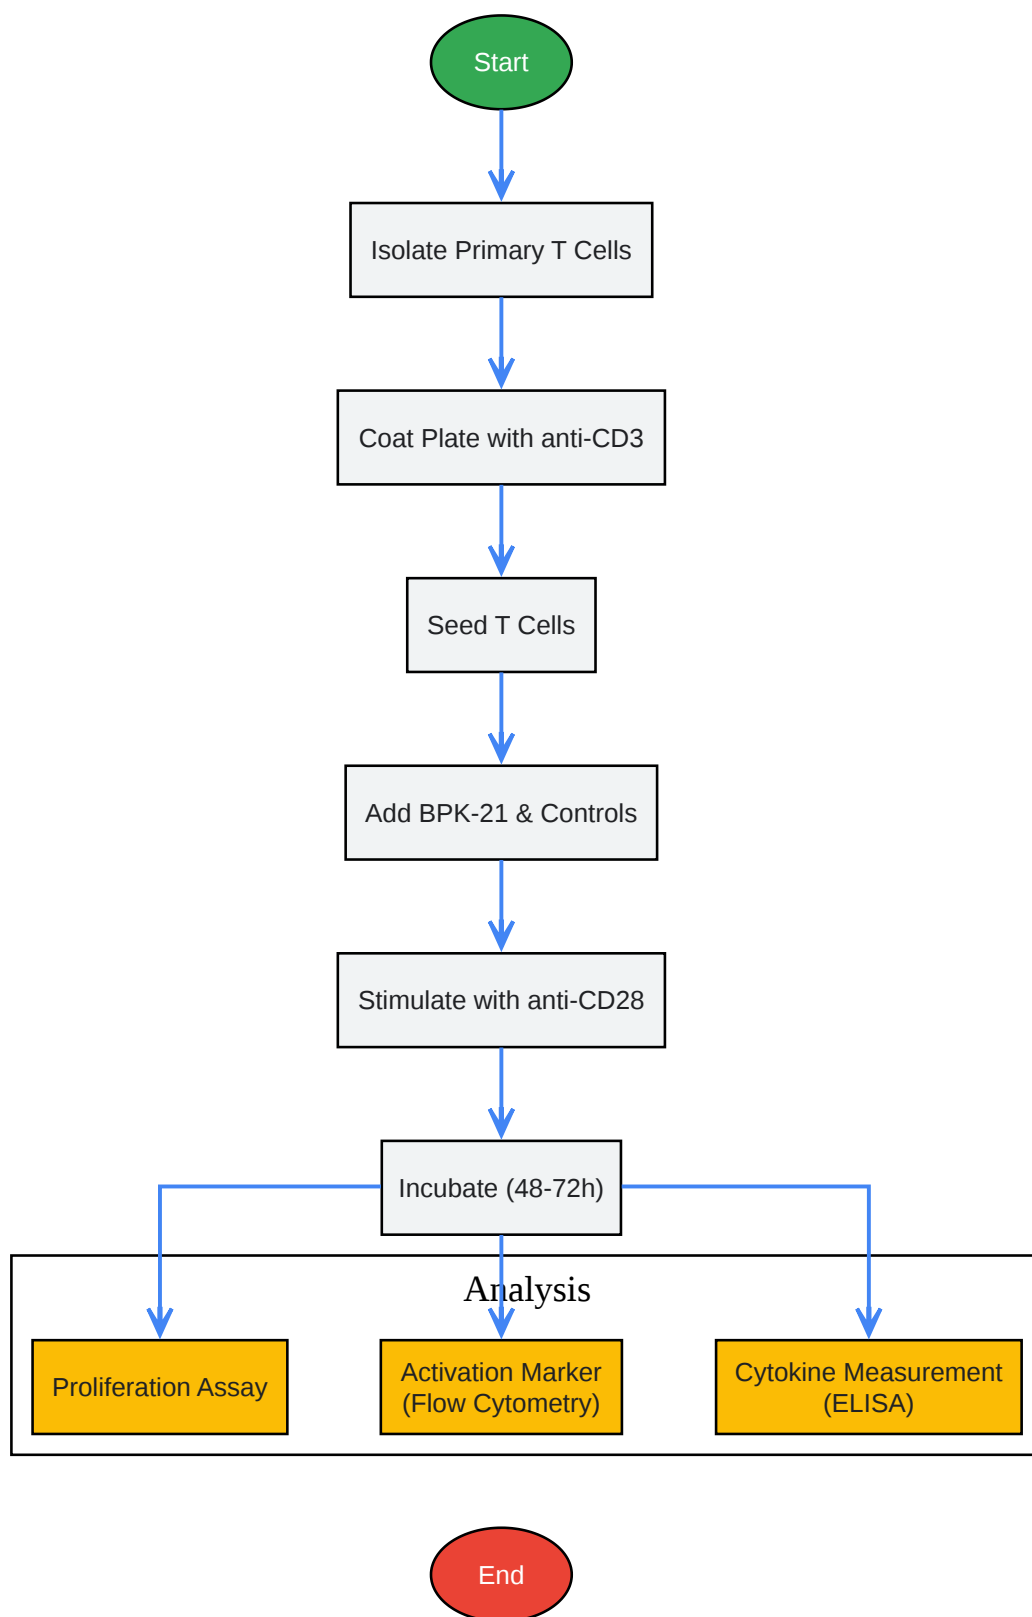 Start
Isolate Primary T Cells
Coat Plate with anti-CD3
Seed T Cells
Add BPK-21 & Controls
Stimulate with anti-CD28
Incubate (48-72h)
Analysis
Proliferation Assay
Activation Marker
(Flow Cytometry)
Cytokine Measurement
(ELISA)
End